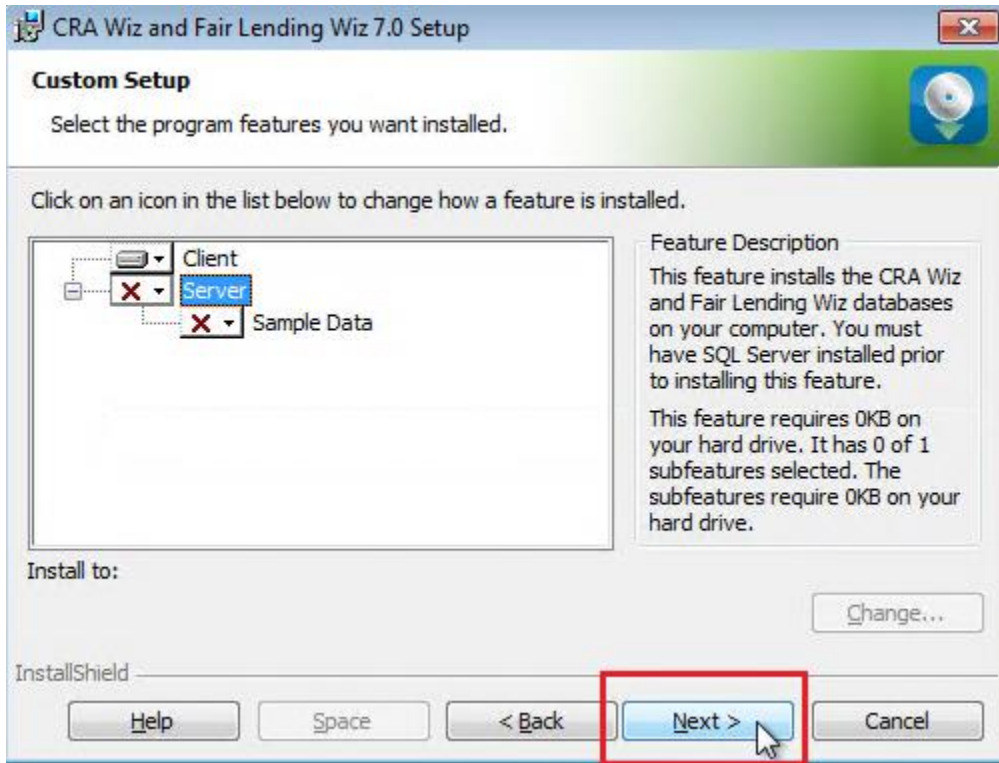 CRA Wiz and Fair Lending Wiz 7.0 Setup
Custom Setup
Select the program features you want installed.
Click on an icon in the list below to change how a feature is installed.
Client
Server
Sample Data
Feature Description
This feature installs the CRA Wiz
and Fair Lending Wiz databases
on your computer. You must
have SQL Server installed prior
to installing this feature.
This feature requires 0KB on
your hard drive. It has 0 of 1
subfeatures selected. The
subfeatures require 0KB on your
hard drive.
Install to:
Change...
InstallShield
Help
Space
< Back
Next >
Cancel